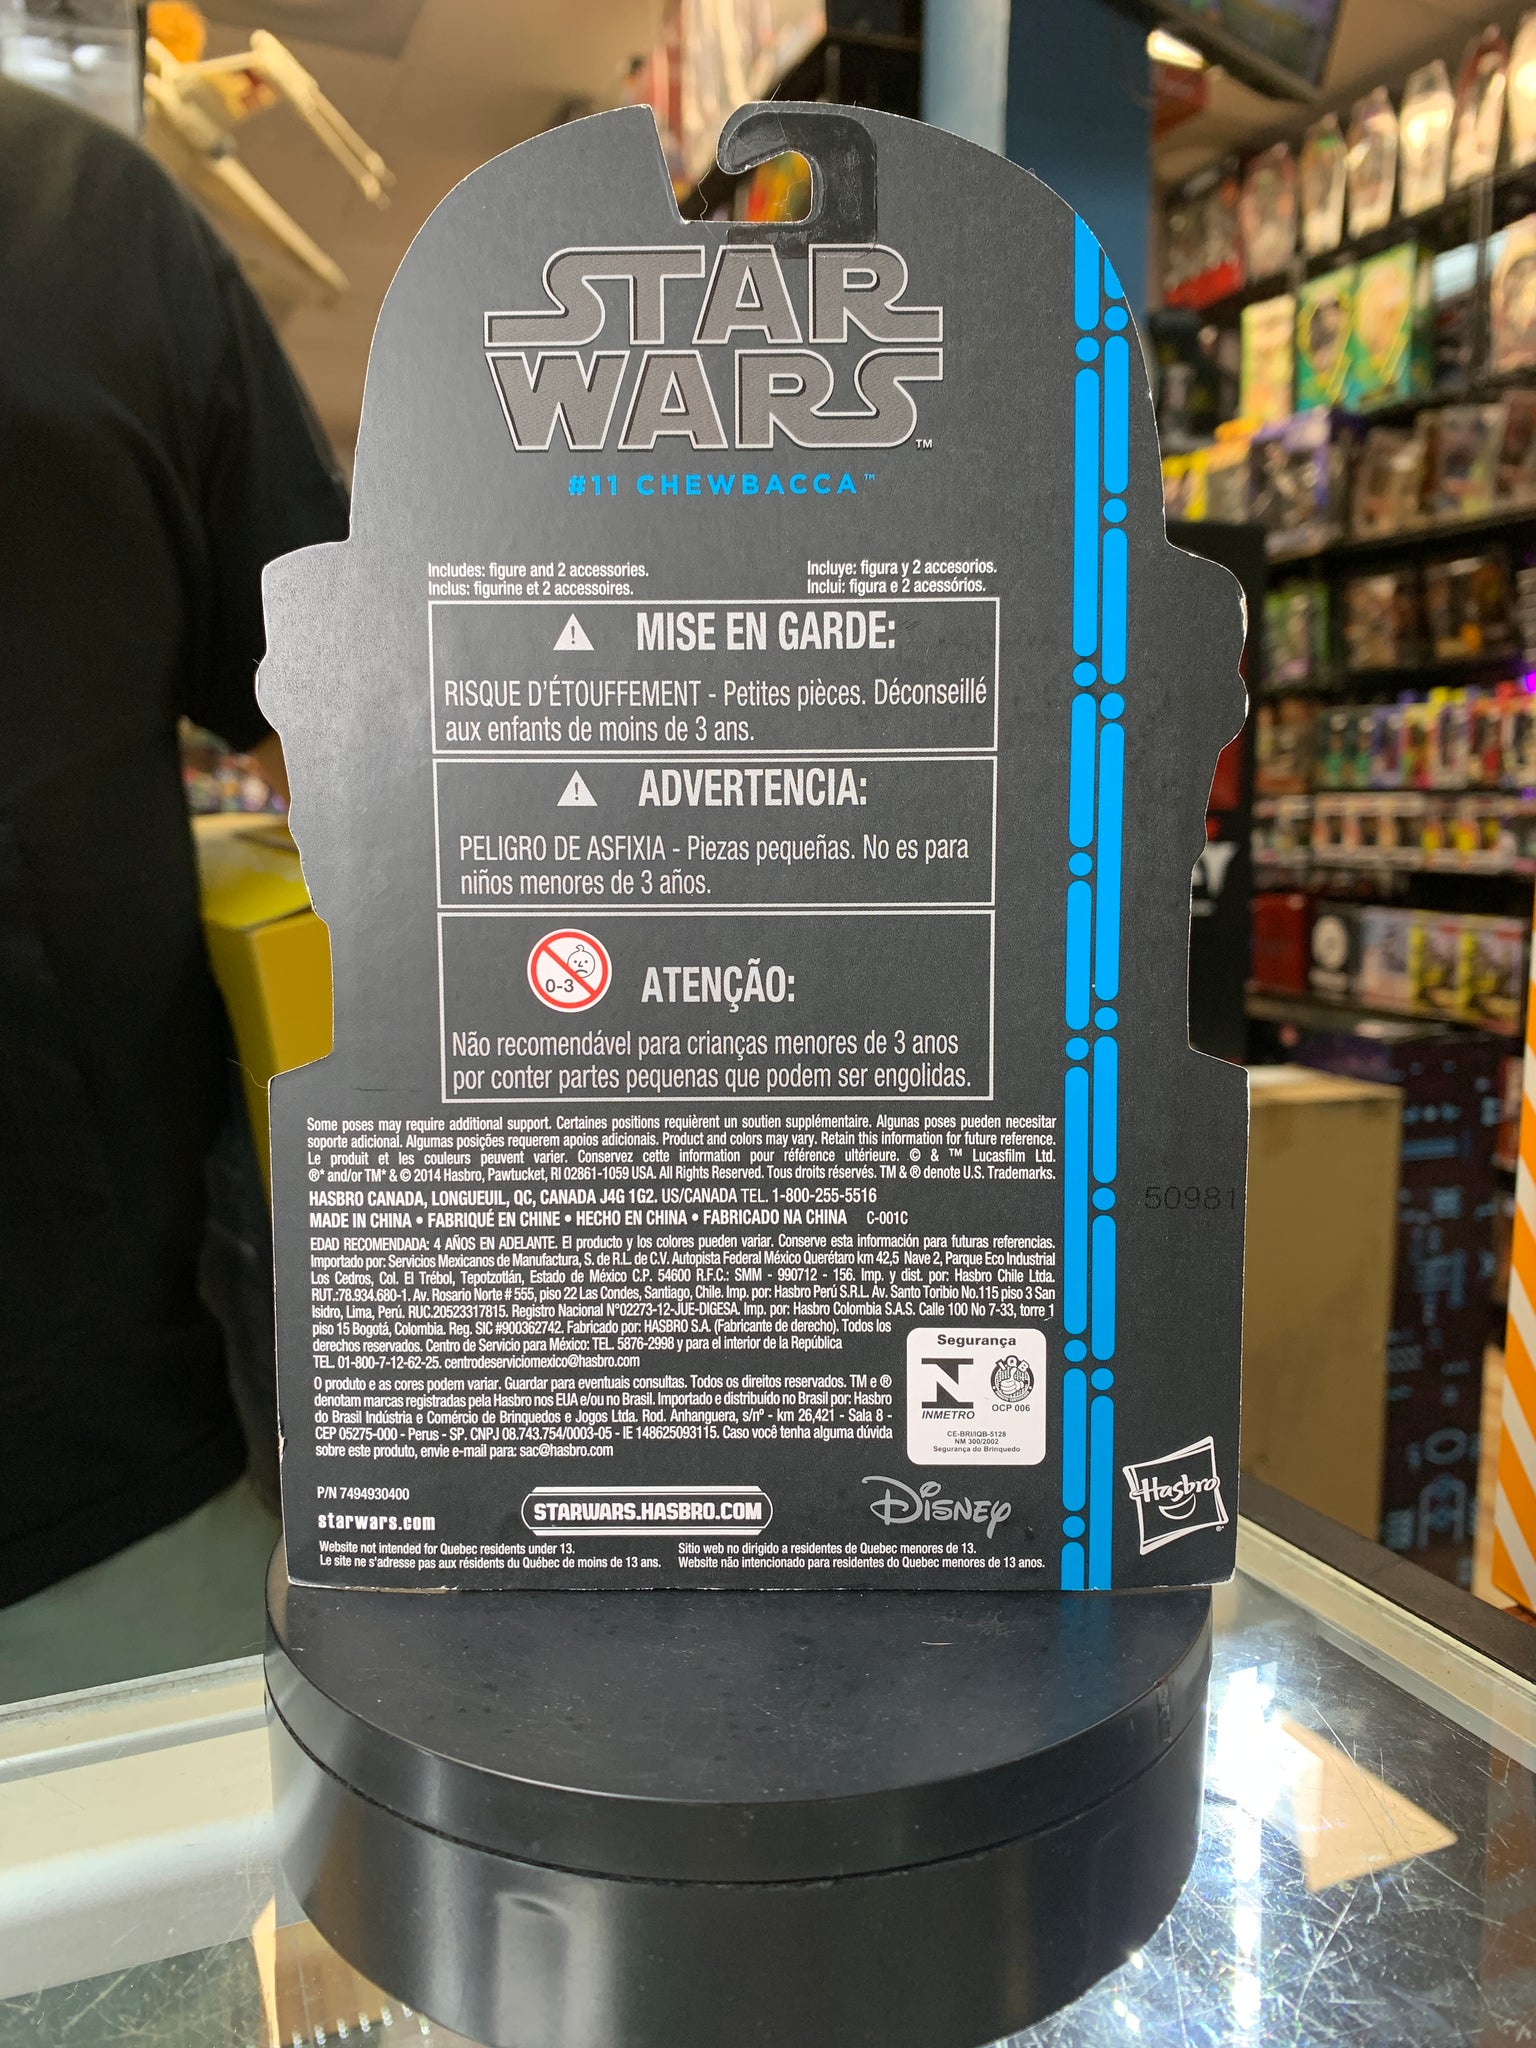 STAR
WARS™
#11 CHEWBACCA™
Includes: figure and 2 accessories.
Inclus: figurine et 2 accessoires.
Incluye: figura y 2 accesorios.
Inclui: figura e 2 acessórios.
MISE EN GARDE:
RISQUE D'ÉTOUFFEMENT - Petites pièces. Déconseillé
aux enfants de moins de 3 ans.
ADVERTENCIA:
PELIGRO DE ASFIXIA - Piezas pequeñas. No es para
niños menores de 3 años.
0-3
ATENÇÃO:
Não recomendável para crianças menores de 3 anos
por conter partes pequenas que podem ser engolidas.
Some poses may require additional support. Certaines positions requièrent un soutien supplémentaire. Algunas poses pueden necesitar
soporte adicional. Algumas posições requerem apoios adicionais. Product and colors may vary. Retain this information for future reference.
Le produit et les couleurs peuvent varier. Conservez cette information pour référence ultérieure. © & ™ Lucasfilm Ltd.
®* and/or TM* & © 2014 Hasbro, Pawtucket, RI 02861-1059 USA. All Rights Reserved. Tous droits réservés. TM & ® denote U.S. Trademarks.
HASBRO CANADA, LONGUEUIL, QC, CANADA J4G 1G2. US/CANADA TEL. 1-800-255-5516
MADE IN CHINA • FABRIQUÉ EN CHINE • HECHO EN CHINA • FABRICADO NA CHINA C-001C
50981
EDAD RECOMENDADA: 4 AÑOS EN ADELANTE. El producto y los colores pueden variar. Conserve esta información para futuras referencias.
Importado por: Servicios Mexicanos de Manufactura, S. de R.L. de C.V. Autopista Federal México Querétaro km 42,5 Nave 2, Parque Eco Industrial
Los Cedros, Col. El Trébol, Tepotzotlán, Estado de México C.P. 54600 R.F.C.: SMM - 990712 - 156. Imp. y dist. por: Hasbro Chile Ltda.
RUT.:78.934.680-1. Av. Rosario Norte # 555, piso 22 Las Condes, Santiago, Chile. Imp. por: Hasbro Perú S.R.L. Av. Santo Toribio No.115 piso 3 San
Isidro, Lima, Perú. RUC.20523317815. Registro Nacional N°02273-12-JUE-DIGESA. Imp. por: Hasbro Colombia S.A.S. Calle 100 No 7-33, torre 1
piso 15 Bogotá, Colombia. Reg. SIC #900362742. Fabricado por: HASBRO S.A. (Fabricante de derecho). Todos los
derechos reservados. Centro de Servicio para México: TEL. 5876-2998 y para el interior de la República
TEL. 01-800-7-12-62-25. centrodeserviciomexico@hasbro.com
O produto e as cores podem variar. Guardar para eventuais consultas. Todos os direitos reservados. TM e ®
denotam marcas registradas pela Hasbro nos EUA e/ou no Brasil. Importado e distribuído no Brasil por: Hasbro
do Brasil Indústria e Comércio de Brinquedos e Jogos Ltda. Rod. Anhanguera, s/nº - km 26,421 - Sala 8 -
CEP 05275-000 - Perus - SP. CNPJ 08.743.754/0003-05 - IE 148625093115. Caso você tenha alguma dúvida
sobre este produto, envie e-mail para: sac@hasbro.com
Segurança
IQB
INMETRO
OCP 006
CE-BRI/IQB-5128
NM 300/2002
Segurança do Brinquedo
P/N 7494930400
starwars.com
STARWARS.HASBRO.COM
Disney
Hasbro
Website not intended for Quebec residents under 13.
Le site ne s'adresse pas aux résidents du Québec de moins de 13 ans.
Sitio web no dirigido a residentes de Quebec menores de 13.
Website não intencionado para residentes do Quebec menores de 13 anos.